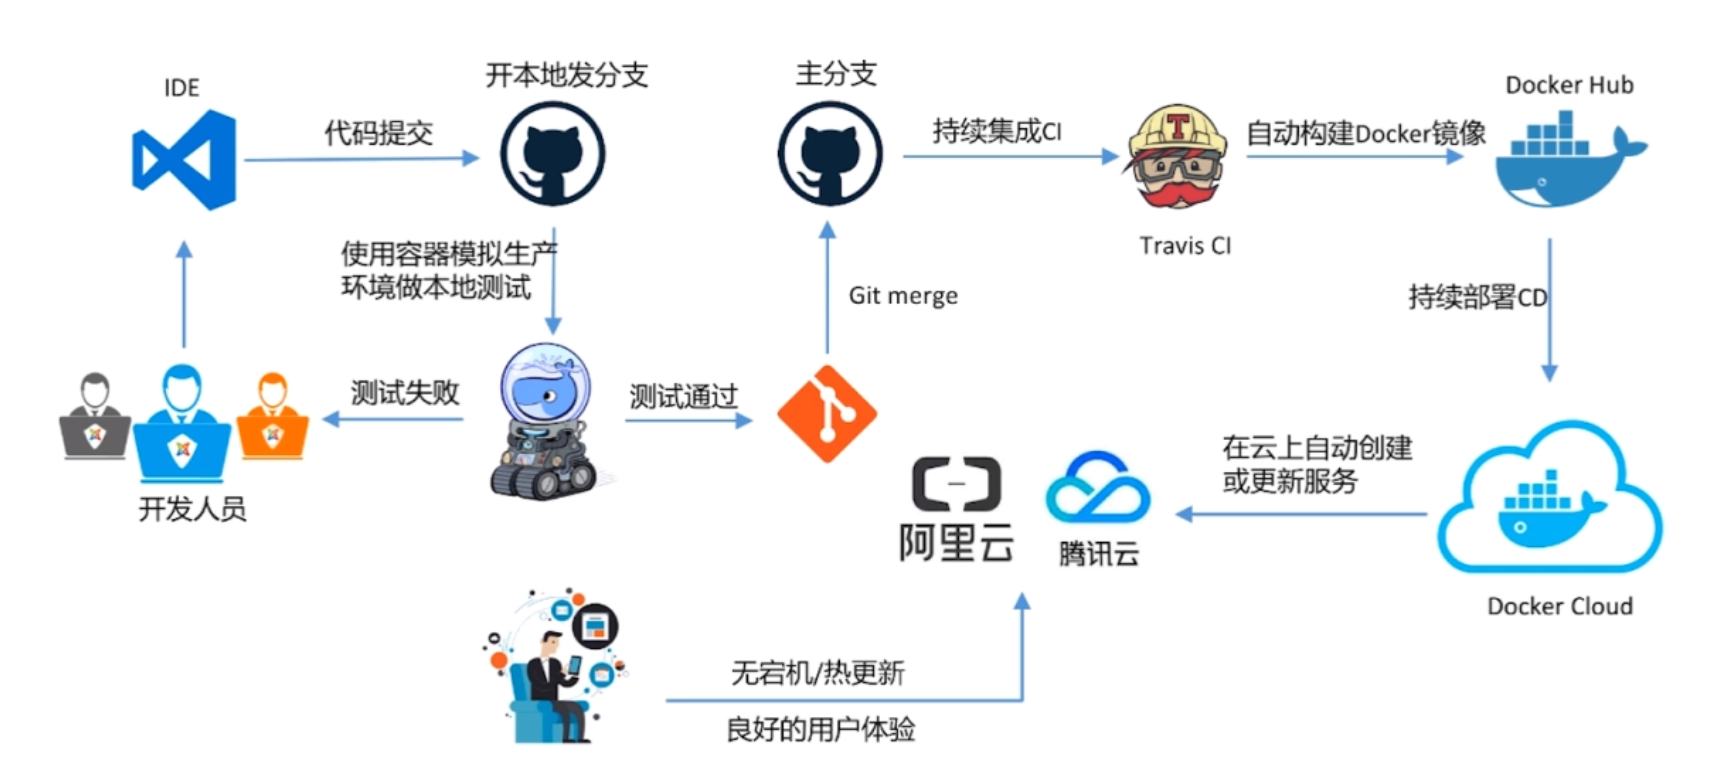 IDE
开本地发分支
主分支
Docker Hub
代码提交
持续集成CI
自动构建Docker镜像
T
Travis CI
使用容器模拟生产
环境做本地测试
Git merge
持续部署CD
测试失败
测试通过
开发人员
在云上自动创建
或更新服务
阿里云
腾讯云
Docker Cloud
无宕机/热更新
良好的用户体验